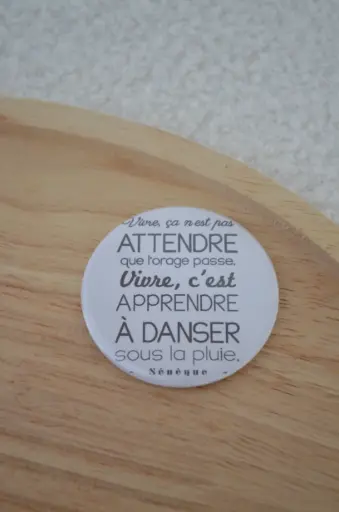 Vivre, ça n'est pas
ATTENDRE
que l'orage passe.
Vivre, c'est
APPRENDRE
À DANSER
sous la pluie.
- Sénèque -